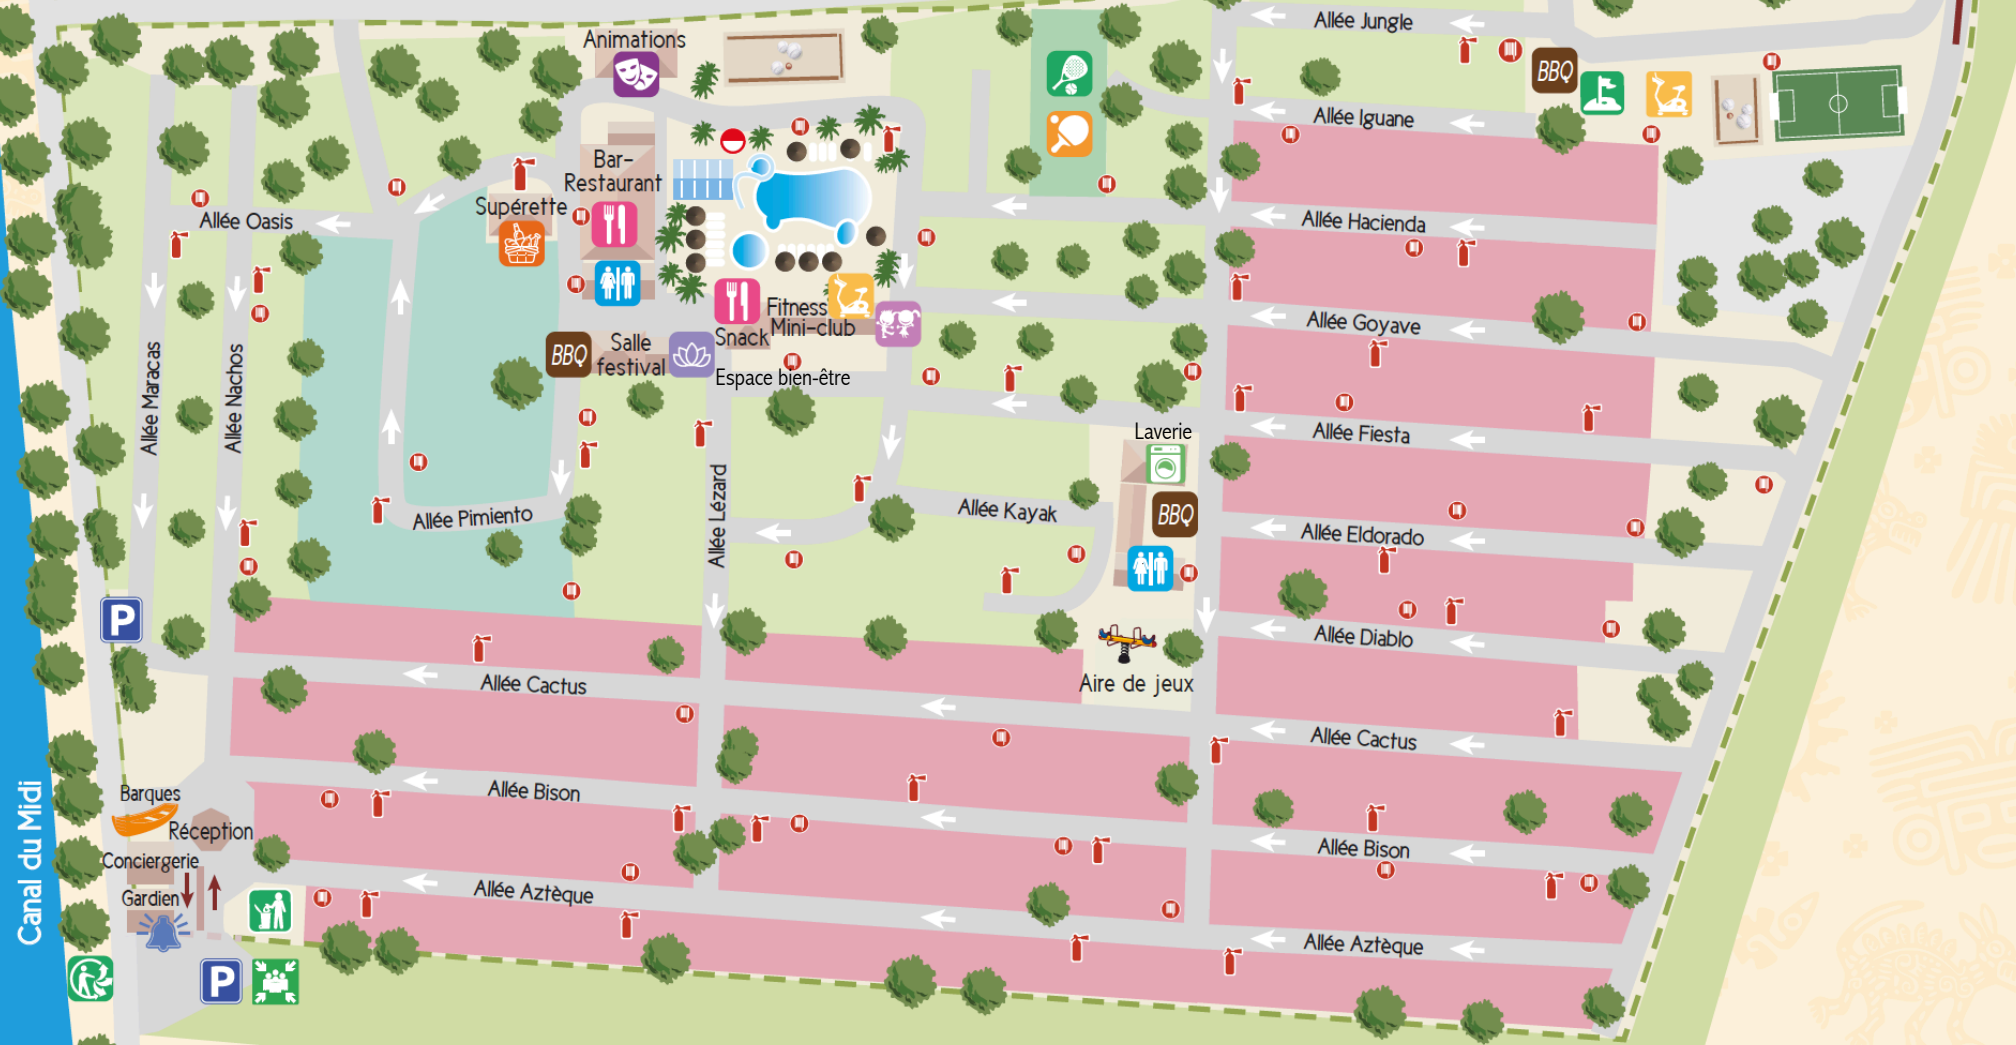 Animations
Allée Jungle
BBQ
Allée Iguane
Bar-
Restaurant
Supérette
Allée Oasis
Allée Hacienda
Fitness
Mini-club
Snack
Allée Goyave
BBQ
Salle
festival
Espace bien-être
Allée Maracas
Allée Nachos
Laverie
Allée Fiesta
Allée Lézard
Allée Pimiento
Allée Kayak
BBQ
Allée Eldorado
P
Allée Diablo
Aire de jeux
Allée Cactus
Allée Cactus
Canal du Midi
Barques
Allée Bison
Réception
Allée Bison
Conciergerie
Gardien
Allée Aztèque
Allée Aztèque
P